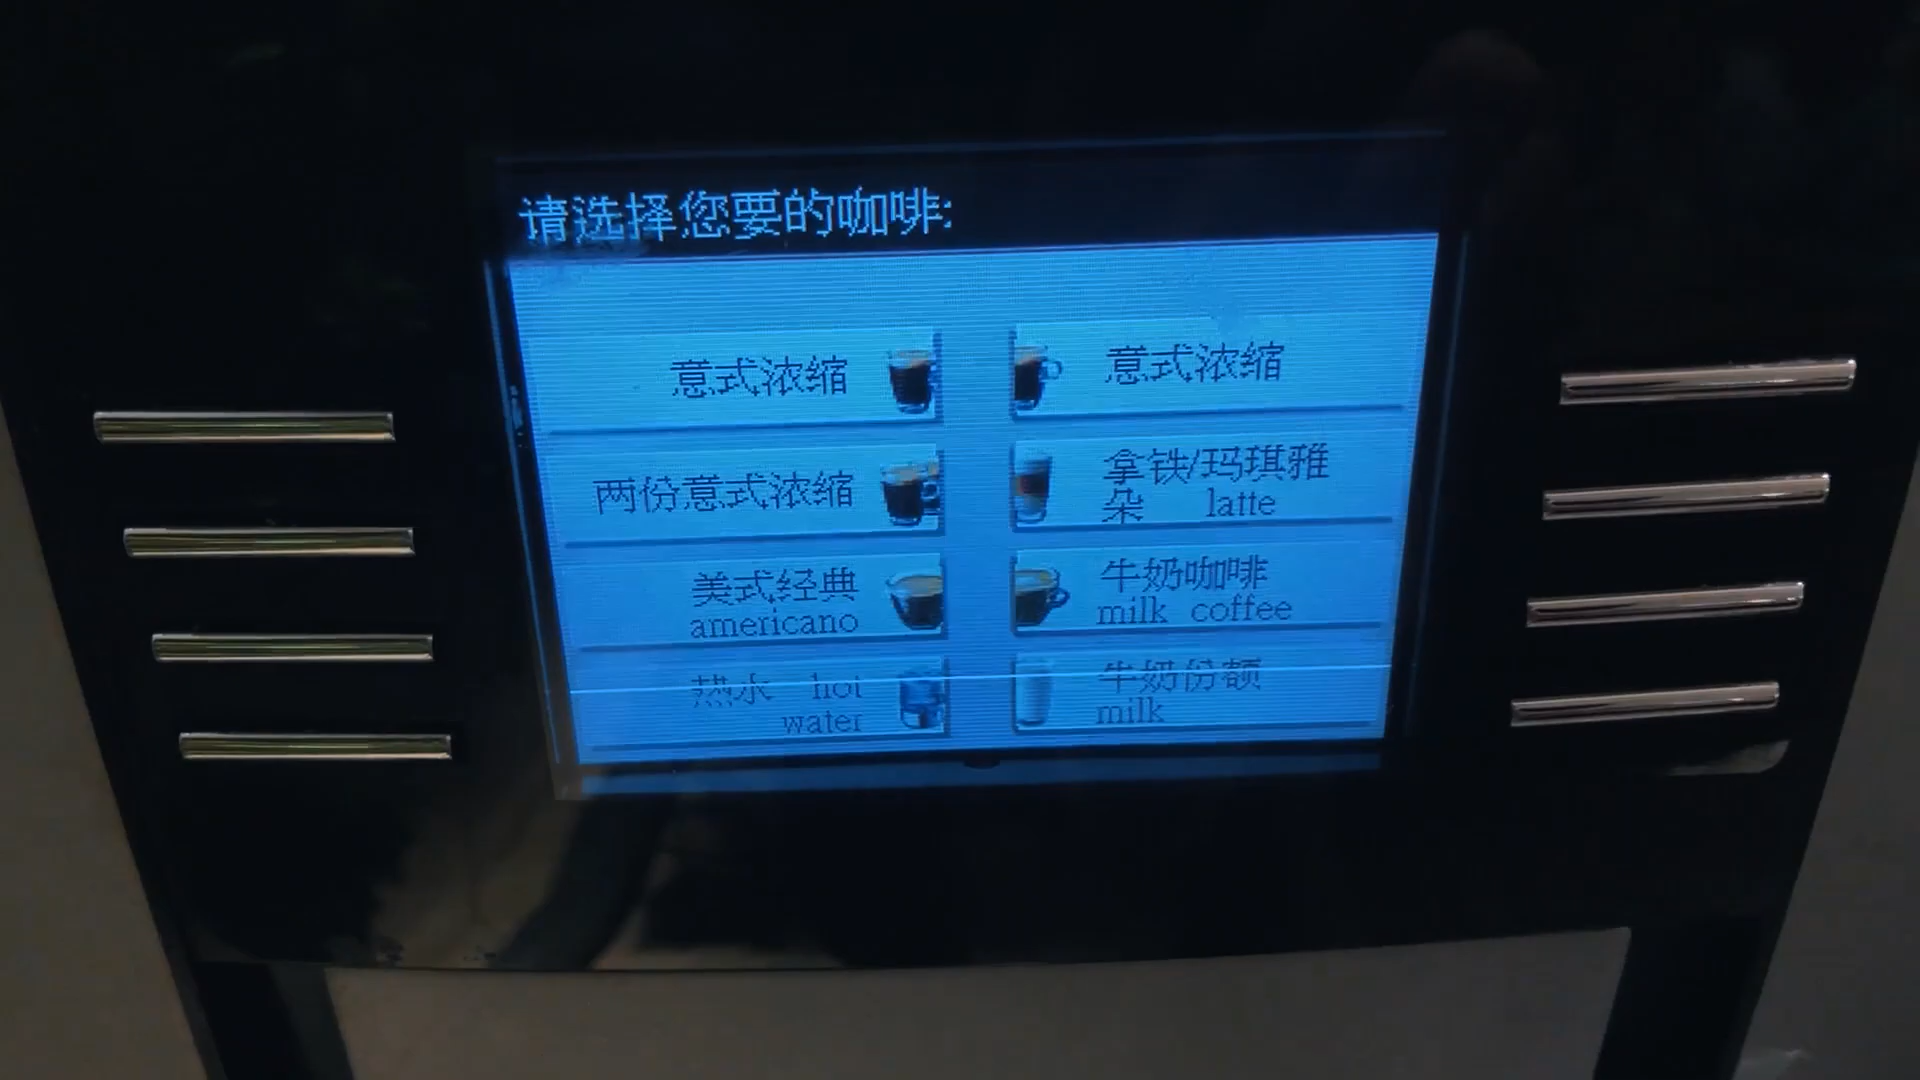 请选择您要的咖啡:
意式浓缩
意式浓缩
两份意式浓缩
拿铁/玛琪雅
朵 latte
美式经典
americano
牛奶咖啡
milk coffee
热水 hot
water
牛奶份额
milk